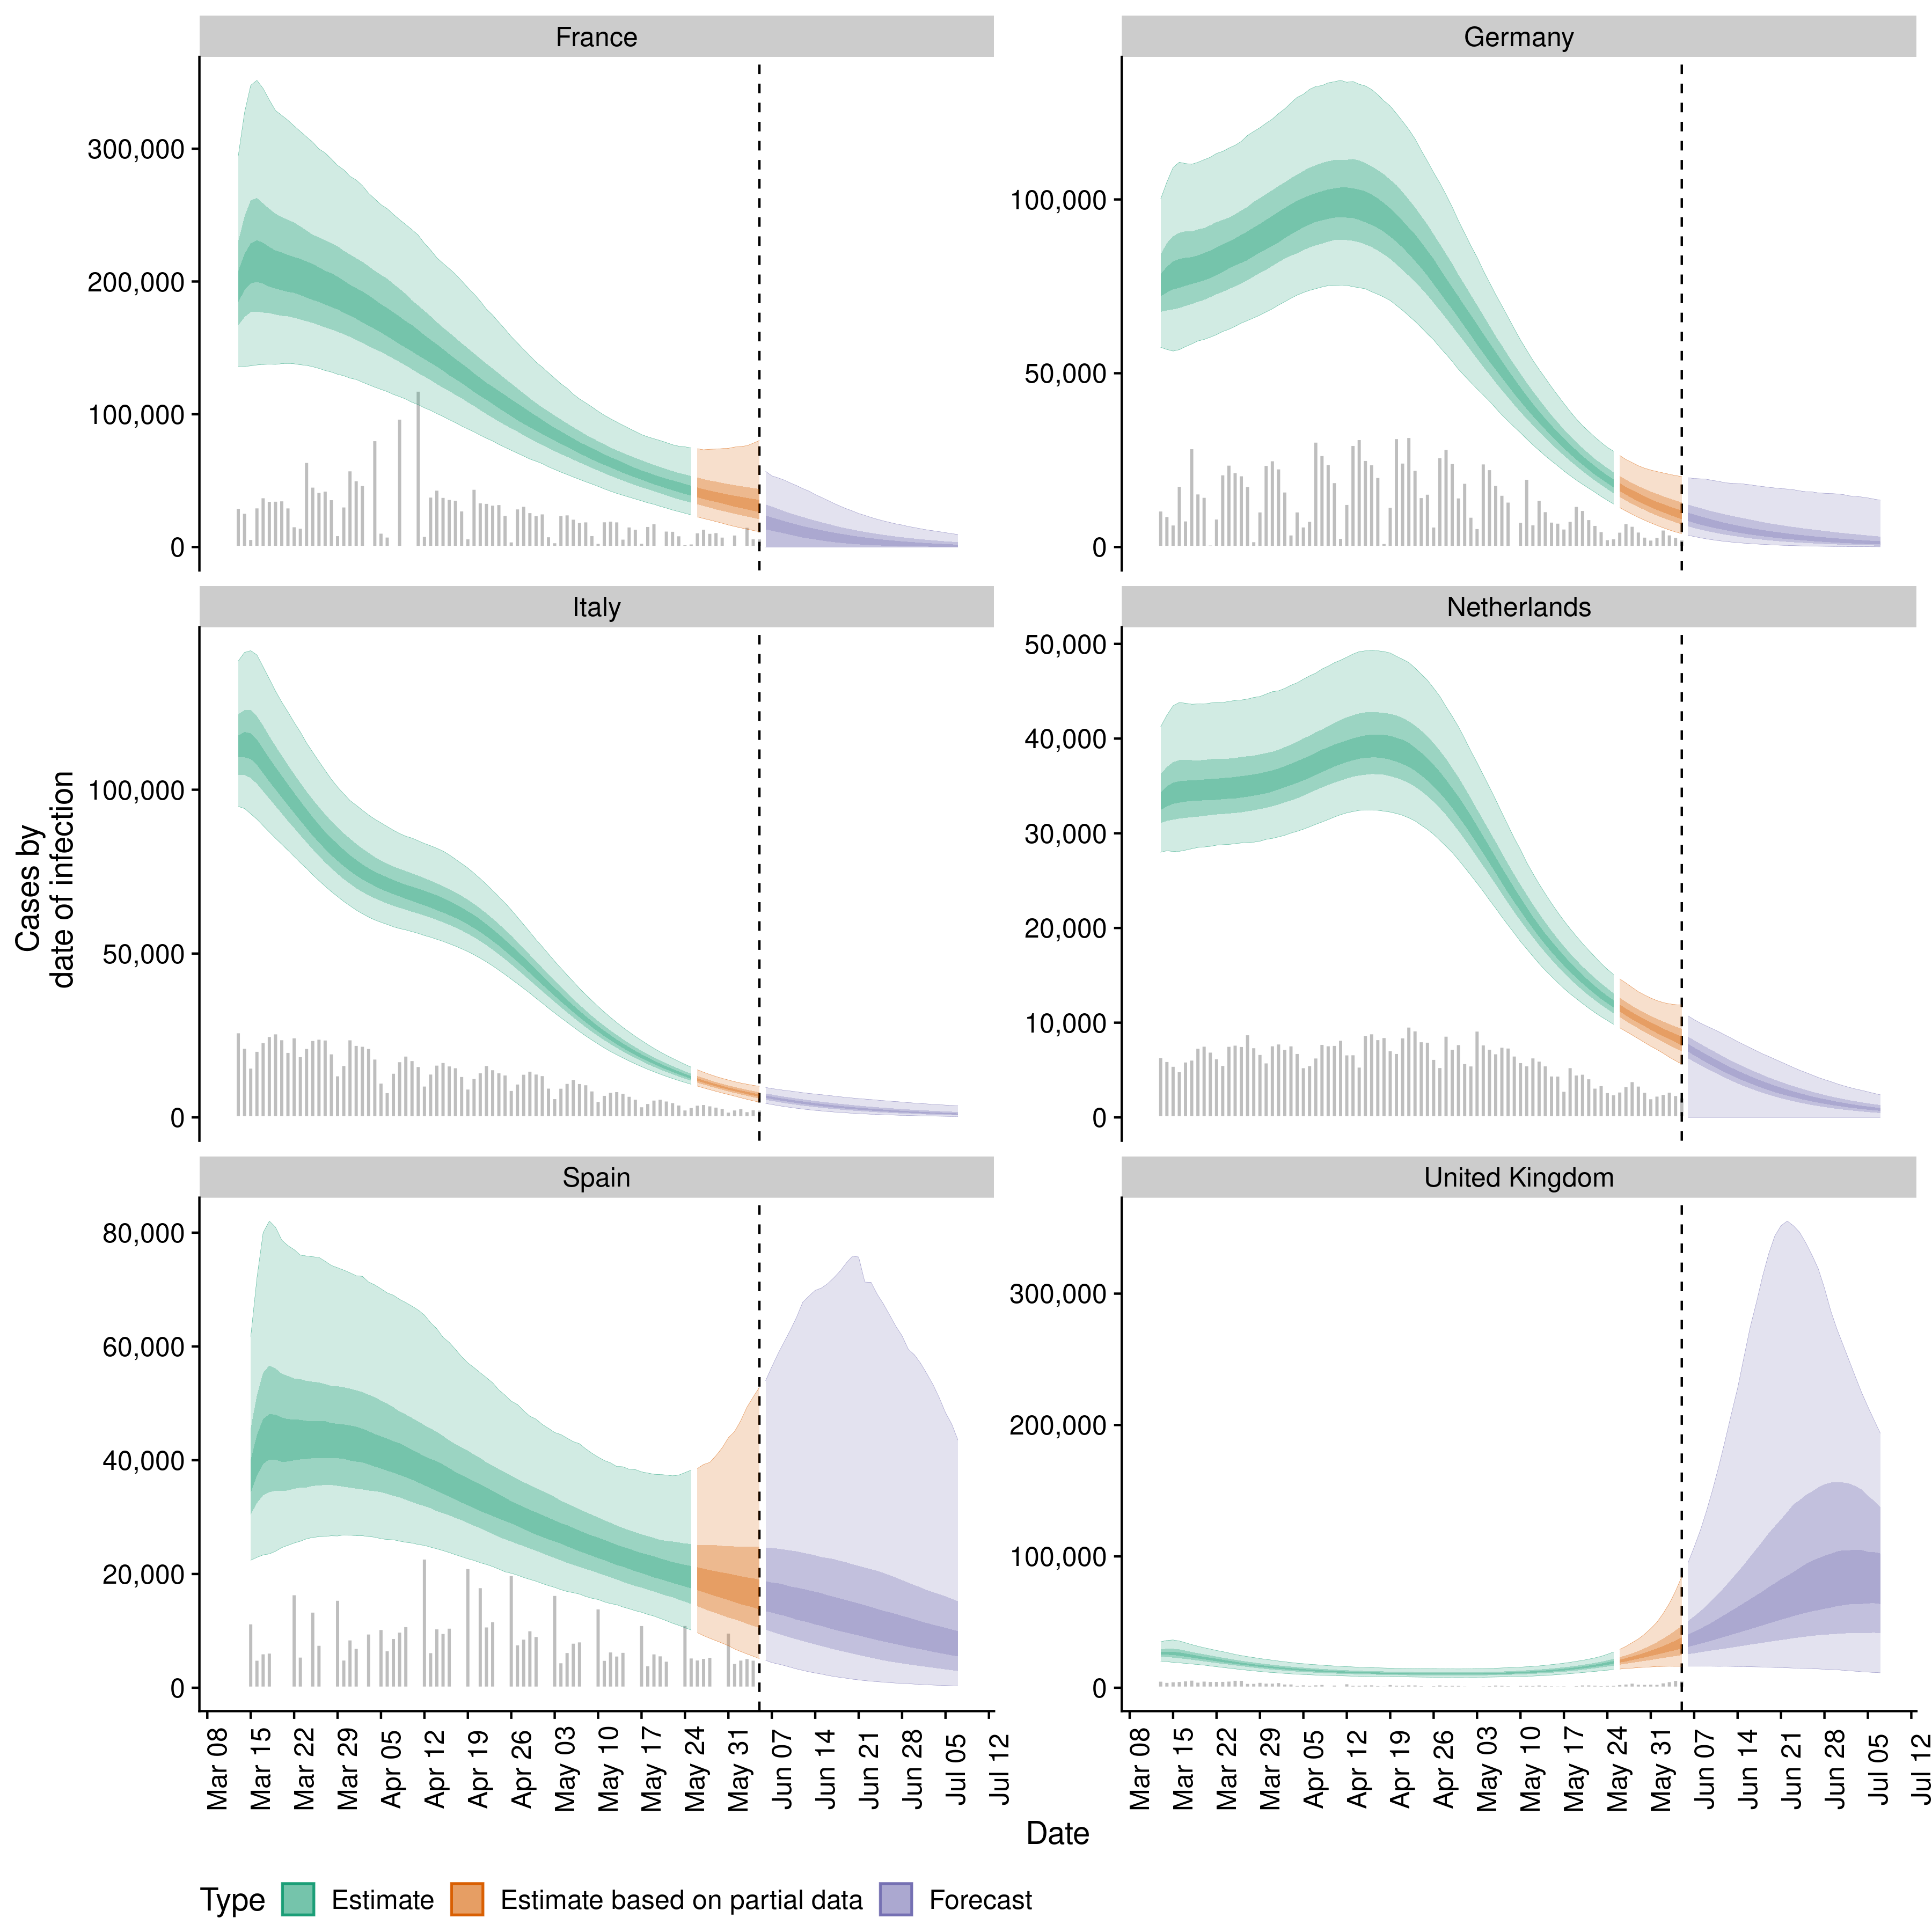 France
Germany
300,000
200,000
100,000
0
100,000
50,000
0
Italy
Netherlands
100,000
50,000
0
50,000
40,000
30,000
20,000
10,000
0
Cases by
date of infection
Spain
United Kingdom
80,000
60,000
40,000
20,000
0
300,000
200,000
100,000
0
Mar 08
Mar 15
Mar 22
Mar 29
Apr 05
Apr 12
Apr 19
Apr 26
May 03
May 10
May 17
May 24
May 31
Jun 07
Jun 14
Jun 21
Jun 28
Jul 05
Jul 12
Mar 08
Mar 15
Mar 22
Mar 29
Apr 05
Apr 12
Apr 19
Apr 26
May 03
May 10
May 17
May 24
May 31
Jun 07
Jun 14
Jun 21
Jun 28
Jul 05
Jul 12
Date
Type Estimate Estimate based on partial data Forecast